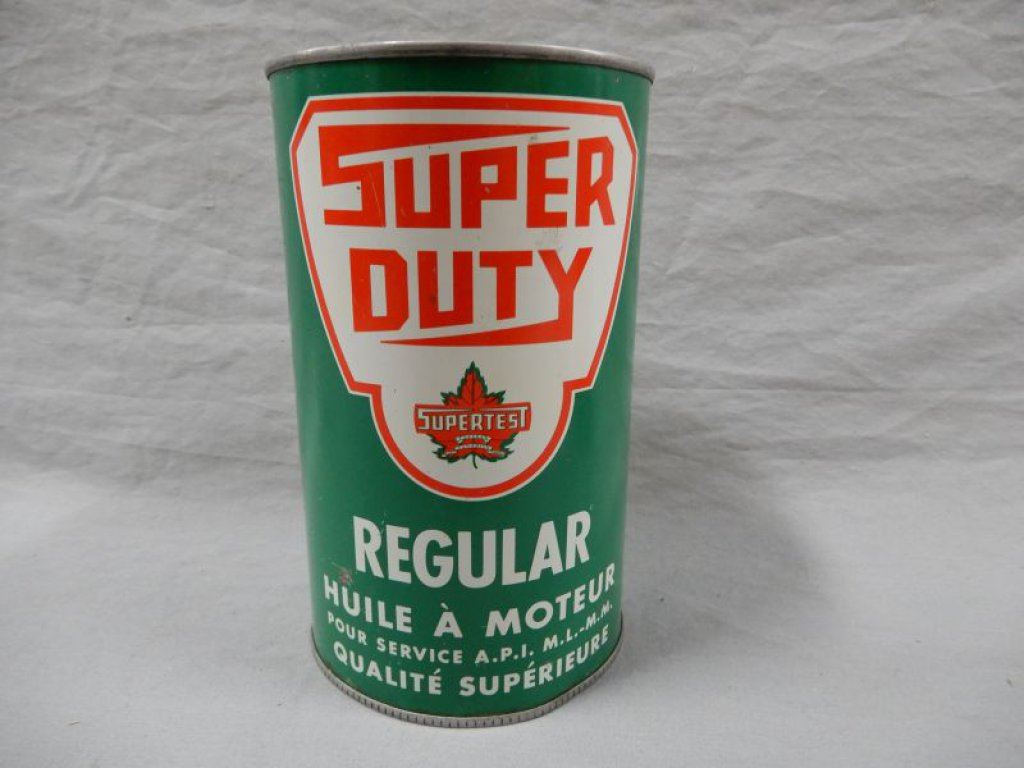 SUPER
DUTY
SUPERTEST
REGULAR
HUILE À MOTEUR
POUR SERVICE A.P.I. M.L.-M.M.
QUALITÉ SUPÉRIEURE